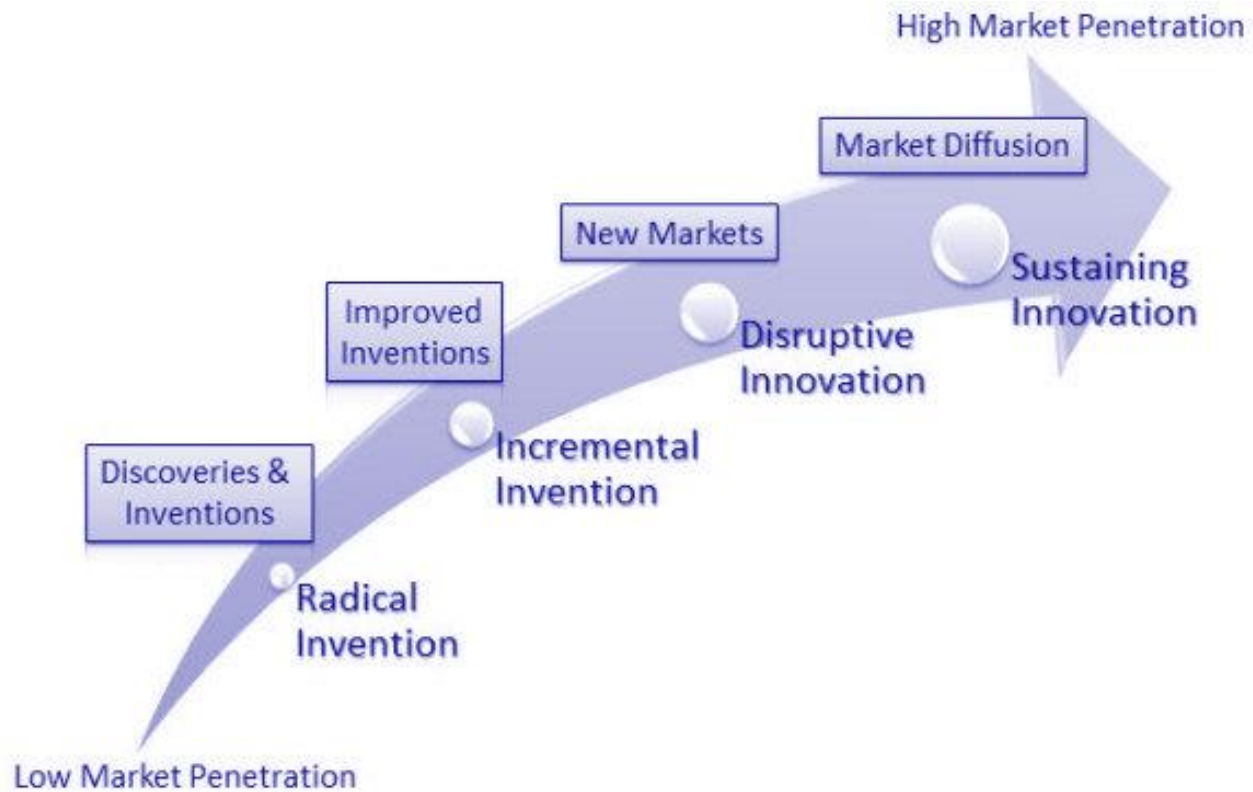 High Market Penetration
Market Diffusion
Sustaining
Innovation
New Markets
Disruptive
Innovation
Improved
Inventions
Incremental
Invention
Discoveries &
Inventions
Radical
Invention
Low Market Penetration